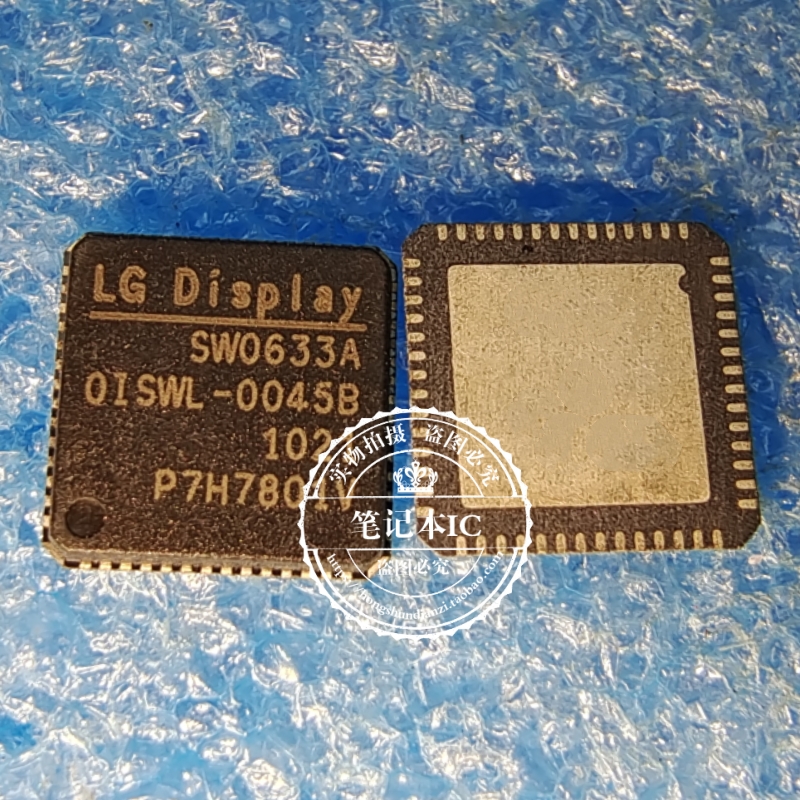 LG Display
SW0633A
OISWL-0045B
实物拍摄 盗图必究
笔记本IC
盗图必究